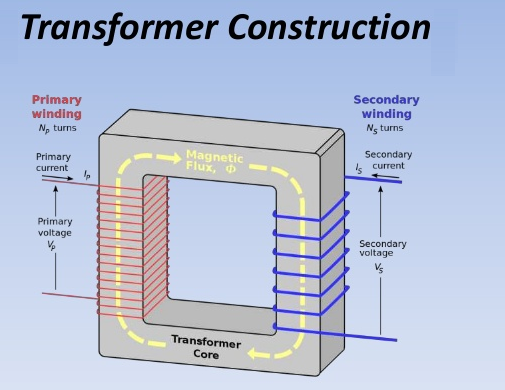 Transformer Construction
Primary
winding
Nₚ turns
Secondary
winding
Nₛ turns
Primary
current
Iₚ
Magnetic
Flux, Φ
Secondary
current
Iₛ
Primary
voltage
Vₚ
Secondary
voltage
Vₛ
Transformer
Core